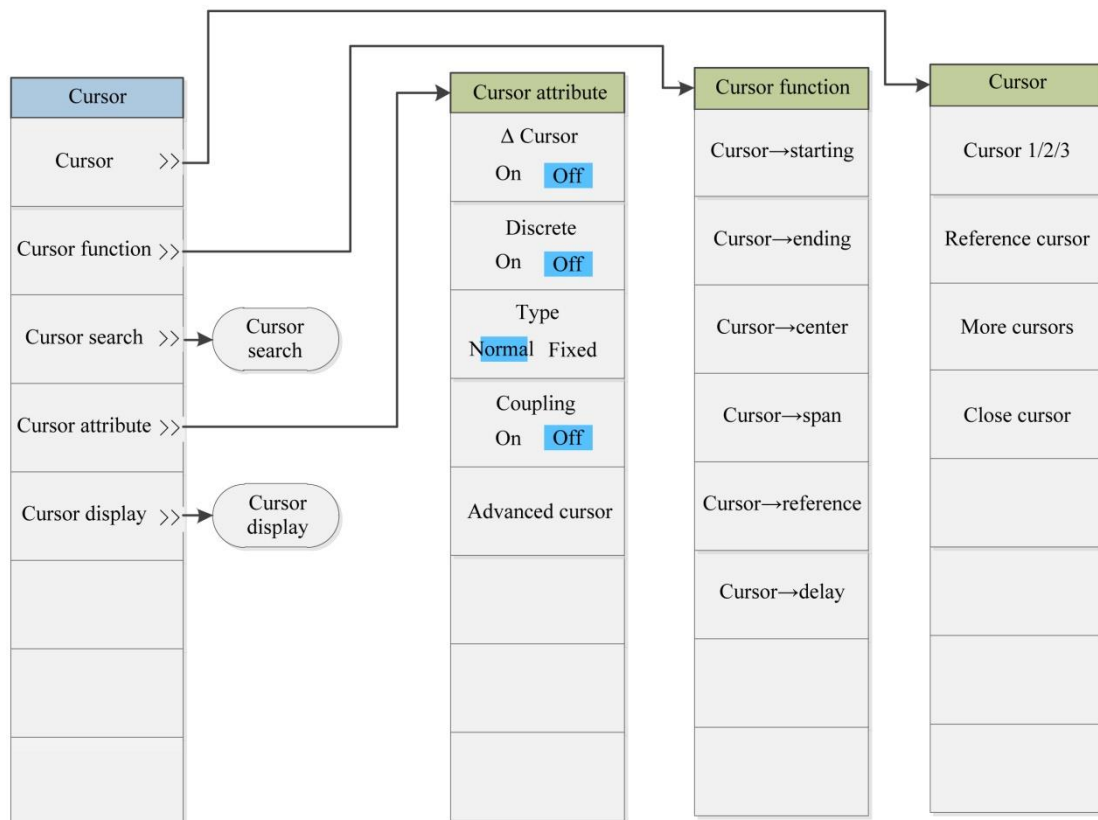 Cursor
Cursor >>
Cursor function >>
Cursor search >>
Cursor
search
Cursor attribute >>
Cursor display >>
Cursor
display
Cursor attribute
Δ Cursor
On Off
Discrete
On Off
Type
Normal Fixed
Coupling
On Off
Advanced cursor
Cursor function
Cursor→starting
Cursor→ending
Cursor→center
Cursor→span
Cursor→reference
Cursor→delay
Cursor
Cursor 1/2/3
Reference cursor
More cursors
Close cursor